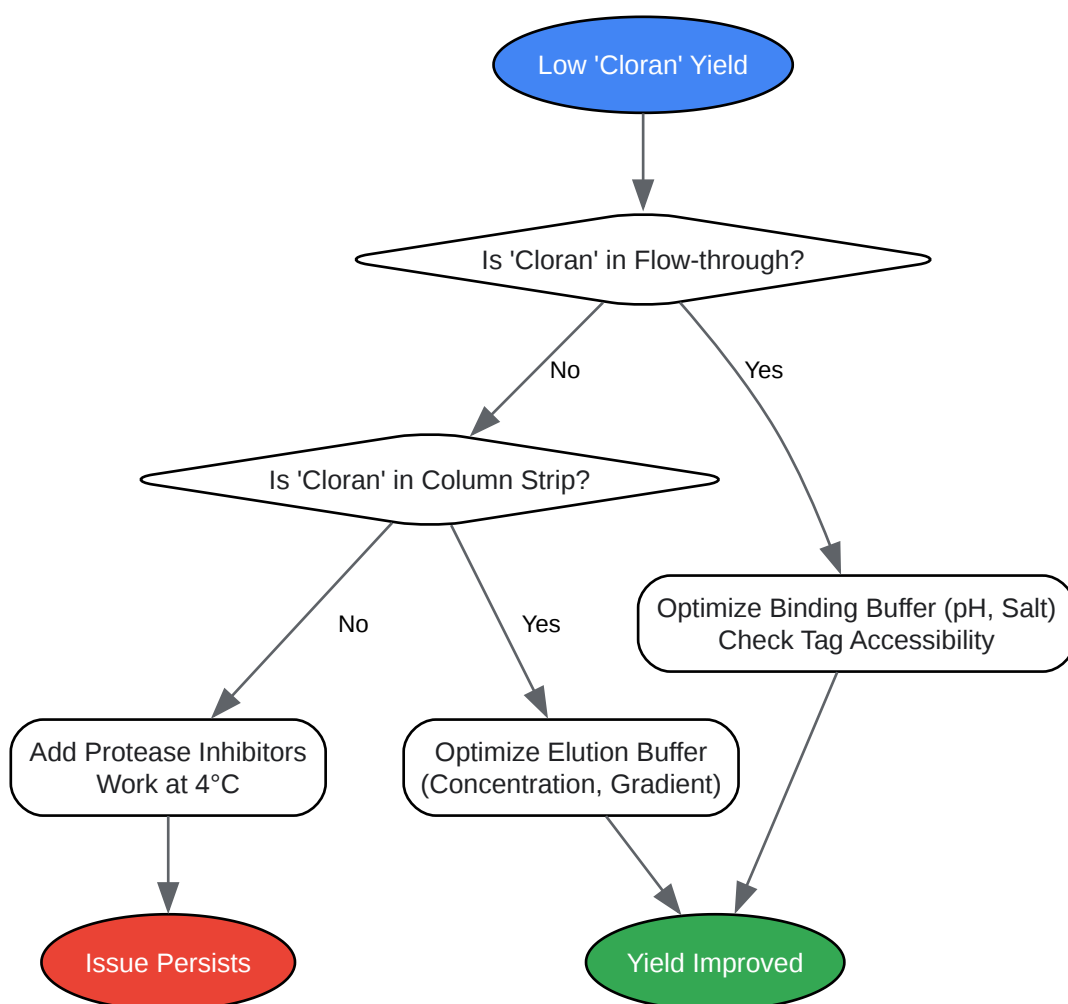 Low 'Cloran' Yield
Is 'Cloran' in Flow-through?
No
Yes
Is 'Cloran' in Column Strip?
No
Yes
Optimize Binding Buffer (pH, Salt)
Check Tag Accessibility
Add Protease Inhibitors
Work at 4°C
Optimize Elution Buffer
(Concentration, Gradient)
Issue Persists
Yield Improved